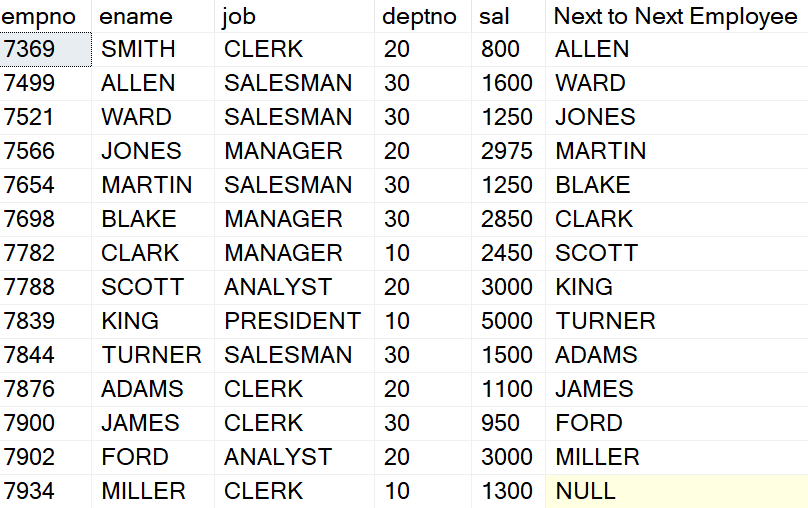 empno ename job deptno sal Next to Next Employee
7369 SMITH CLERK 20 800 ALLEN
7499 ALLEN SALESMAN 30 1600 WARD
7521 WARD SALESMAN 30 1250 JONES
7566 JONES MANAGER 20 2975 MARTIN
7654 MARTIN SALESMAN 30 1250 BLAKE
7698 BLAKE MANAGER 30 2850 CLARK
7782 CLARK MANAGER 10 2450 SCOTT
7788 SCOTT ANALYST 20 3000 KING
7839 KING PRESIDENT 10 5000 TURNER
7844 TURNER SALESMAN 30 1500 ADAMS
7876 ADAMS CLERK 20 1100 JAMES
7900 JAMES CLERK 30 950 FORD
7902 FORD ANALYST 20 3000 MILLER
7934 MILLER CLERK 10 1300 NULL